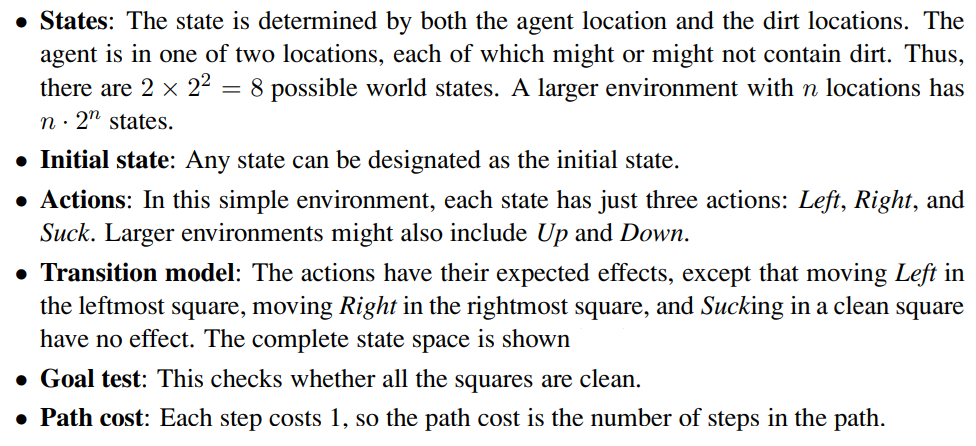 • States: The state is determined by both the agent location and the dirt locations. The
agent is in one of two locations, each of which might or might not contain dirt. Thus,
there are 2 × 2² = 8 possible world states. A larger environment with n locations has
n · 2ⁿ states.
• Initial state: Any state can be designated as the initial state.
• Actions: In this simple environment, each state has just three actions: Left, Right, and
Suck. Larger environments might also include Up and Down.
• Transition model: The actions have their expected effects, except that moving Left in
the leftmost square, moving Right in the rightmost square, and Sucking in a clean square
have no effect. The complete state space is shown
• Goal test: This checks whether all the squares are clean.
• Path cost: Each step costs 1, so the path cost is the number of steps in the path.